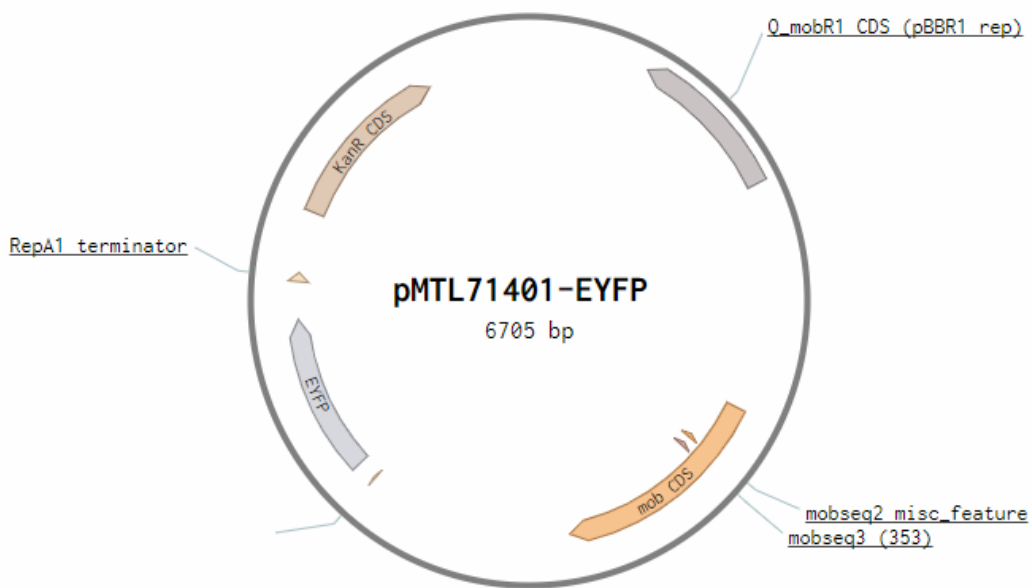 Q_mobR1 CDS (pBBR1 rep)
KanR CDS
RepA1 terminator
pMTL71401-EYFP
6705 bp
EYFP
mob CDS
mobseq2 misc_feature
mobseq3 (353)